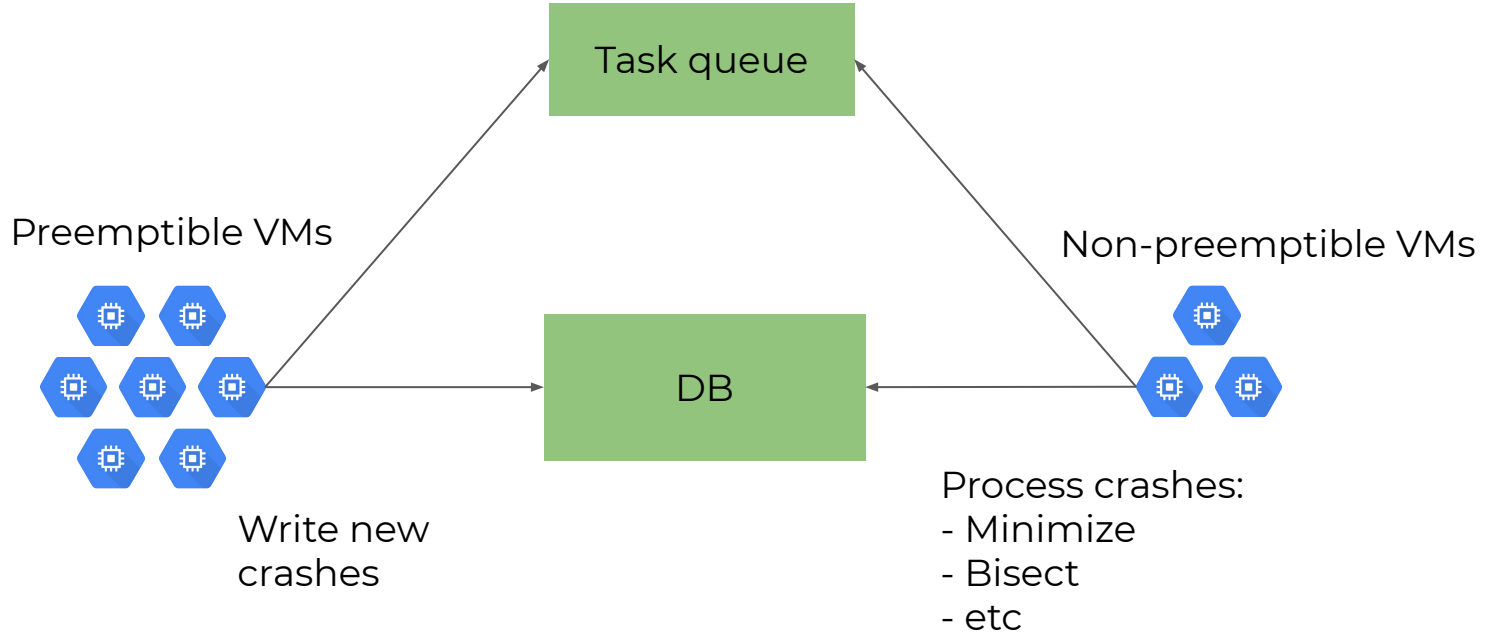 Task queue
Preemptible VMs
Non-preemptible VMs
DB
Write new
crashes
Process crashes:
- Minimize
- Bisect
- etc